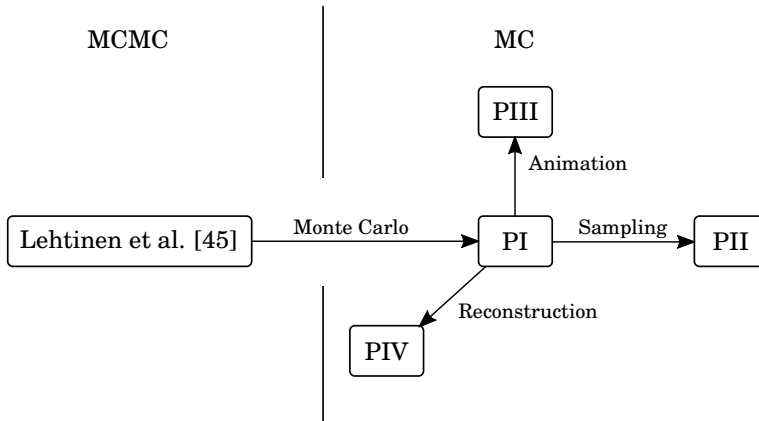 MCMC
MC
PIII
Animation
Lehtinen et al. [45]
Monte Carlo
PI
Sampling
PII
Reconstruction
PIV